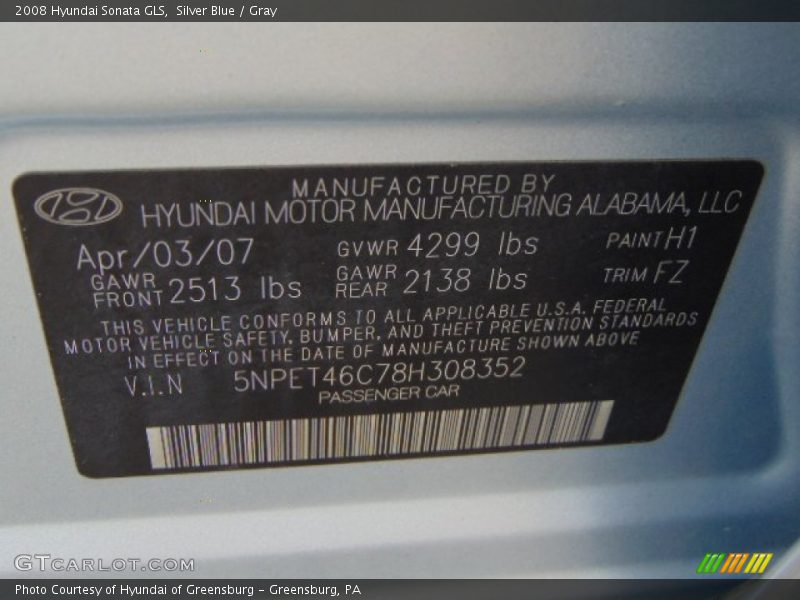 2008 Hyundai Sonata GLS, Silver Blue / Gray
MANUFACTURED BY
HYUNDAI MOTOR MANUFACTURING ALABAMA, LLC
Apr/03/07 GVWR 4299 lbs PAINT H1
GAWR FRONT 2513 lbs GAWR REAR 2138 lbs TRIM FZ
THIS VEHICLE CONFORMS TO ALL APPLICABLE U.S.A. FEDERAL
MOTOR VEHICLE SAFETY, BUMPER, AND THEFT PREVENTION STANDARDS
IN EFFECT ON THE DATE OF MANUFACTURE SHOWN ABOVE
V.I.N 5NPET46C78H308352
PASSENGER CAR
GTCARLOT.COM
Photo Courtesy of Hyundai of Greensburg - Greensburg, PA